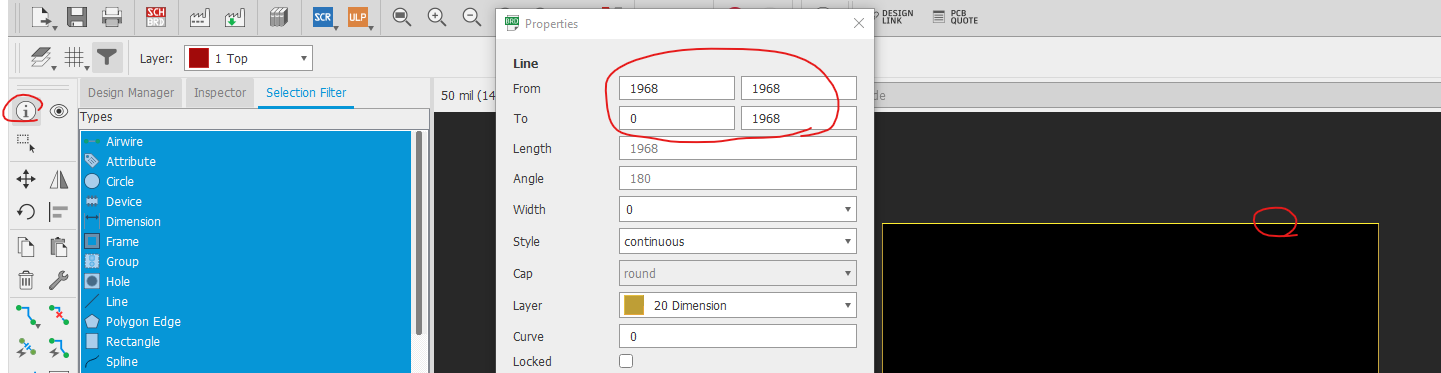 SCH
BRD
SCR
ULP
DESIGN
LINK
PCB
QUOTE
BRD
Properties
Layer:
1 Top
Line
From
1968
1968
To
0
1968
Length
1968
Angle
180
Width
0
Style
continuous
Cap
round
Layer
20 Dimension
Curve
0
Locked
Design Manager
Inspector
Selection Filter
50 mil (14
de
Types
Airwire
Attribute
Circle
Device
Dimension
Frame
Group
Hole
Line
Polygon Edge
Rectangle
Spline